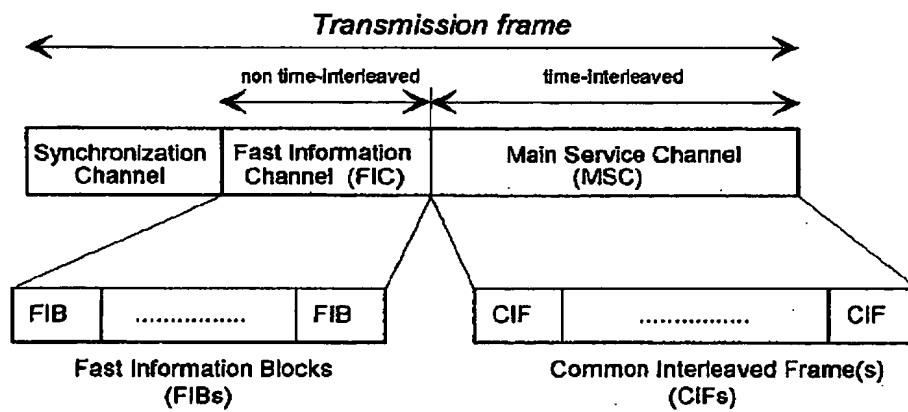 Transmission frame
non time-interleaved
time-interleaved
Synchronization
Channel
Fast Information
Channel (FIC)
Main Service Channel
(MSC)
FIB
................
FIB
CIF
................
CIF
Fast Information Blocks
(FIBs)
Common Interleaved Frame(s)
(CIFs)